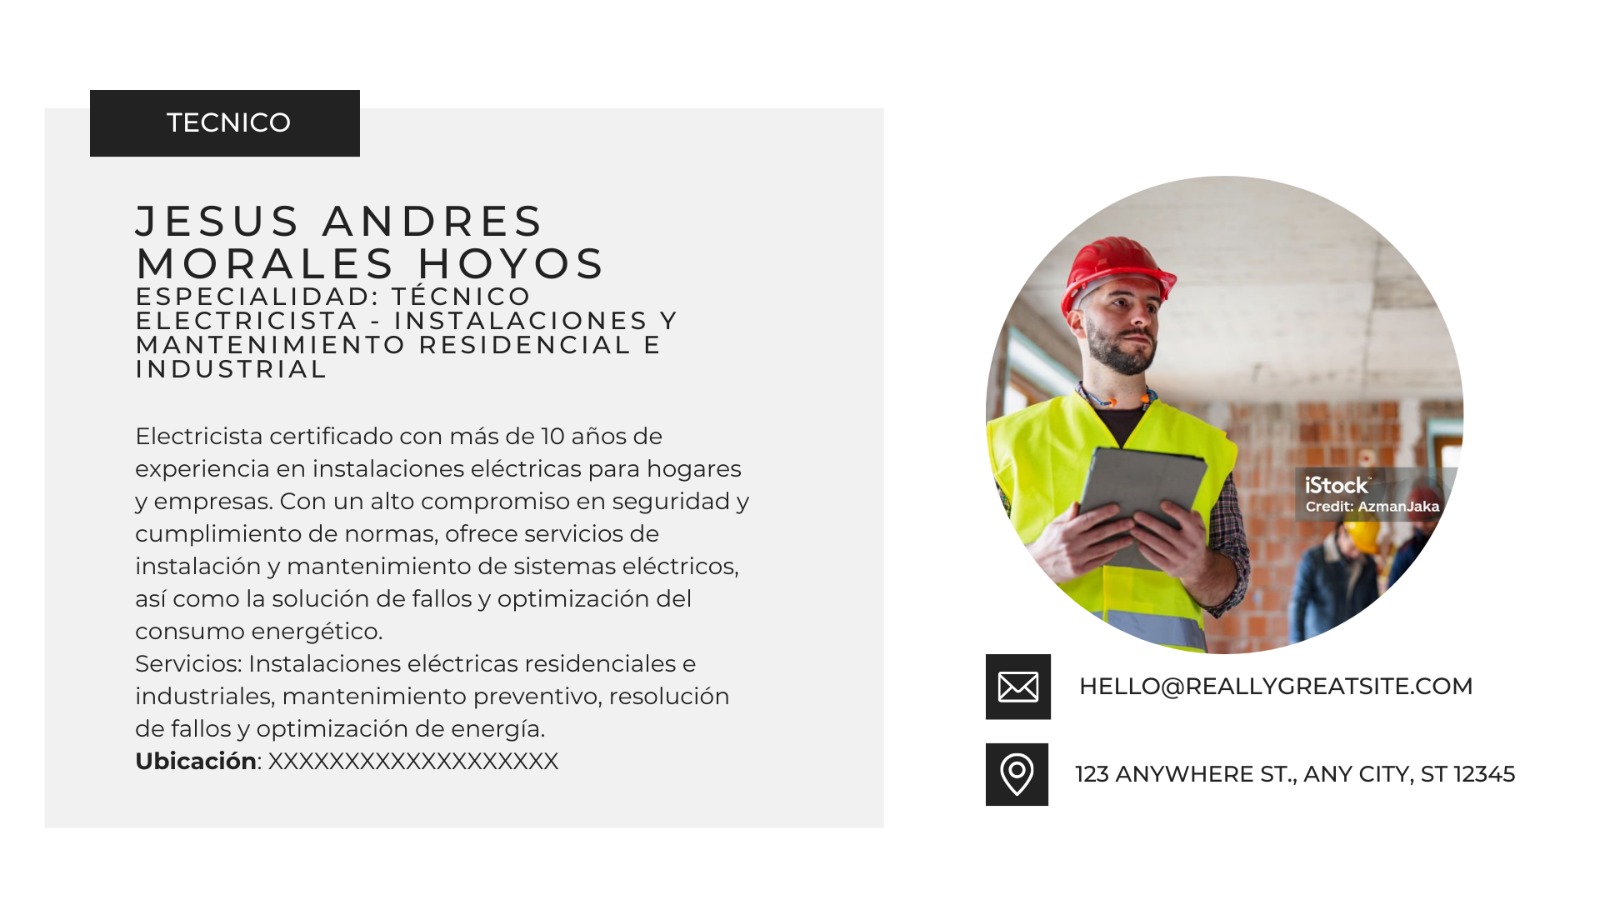 TECNICO
JESUS ANDRES
MORALES HOYOS
ESPECIALIDAD: TÉCNICO
ELECTRICISTA - INSTALACIONES Y
MANTENIMIENTO RESIDENCIAL E
INDUSTRIAL
Electricista certificado con más de 10 años de
experiencia en instalaciones eléctricas para hogares
y empresas. Con un alto compromiso en seguridad y
cumplimiento de normas, ofrece servicios de
instalación y mantenimiento de sistemas eléctricos,
así como la solución de fallos y optimización del
consumo energético.
Servicios: Instalaciones eléctricas residenciales e
industriales, mantenimiento preventivo, resolución
de fallos y optimización de energía.
Ubicación: XXXXXXXXXXXXXXXXXXX
iStock
Credit: AzmanJaka
HELLO@REALLYGREATSITE.COM
123 ANYWHERE ST., ANY CITY, ST 12345